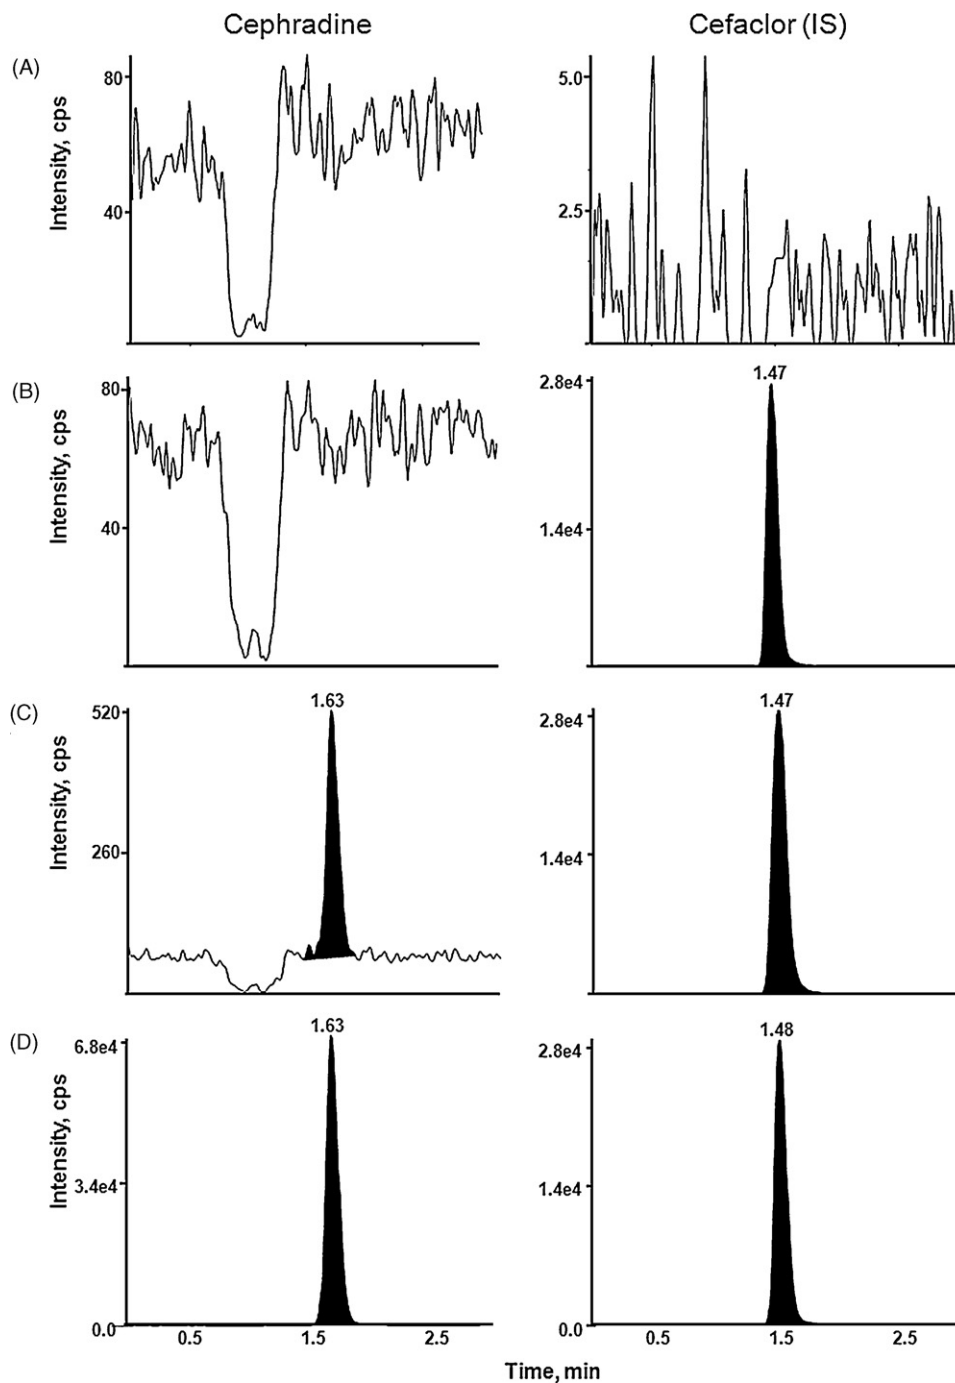 Cephradine Cefaclor (IS)
(A)
Intensity, cps
80
40
5.0
2.5
(B)
Intensity, cps
80
40
1.47
2.8e4
1.4e4
(C)
Intensity, cps
1.63
520
260
1.47
2.8e4
1.4e4
(D)
Intensity, cps
1.63
6.8e4
3.4e4
0.0
0.5 1.5 2.5
1.48
2.8e4
1.4e4
0.0
0.5 1.5 2.5
Time, min